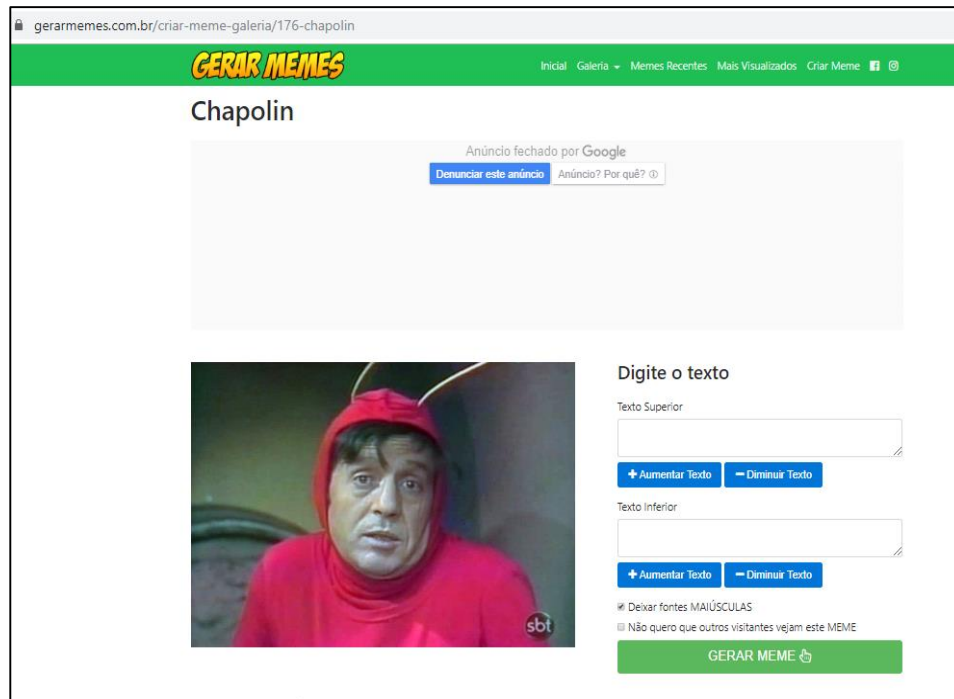 gerarmemes.com.br/criar-meme-galeria/176-chapolin
GERAR MEMES
Inicial Galeria Memes Recentes Mais Visualizados Criar Meme
Chapolin
Anúncio fechado por Google
Denunciar este anúncio Anúncio? Por quê?
Digite o texto
Texto Superior
+ Aumentar Texto − Diminuir Texto
Texto Inferior
+ Aumentar Texto − Diminuir Texto
Deixar fontes MAIÚSCULAS
Não quero que outros visitantes vejam este MEME
GERAR MEME
sbt